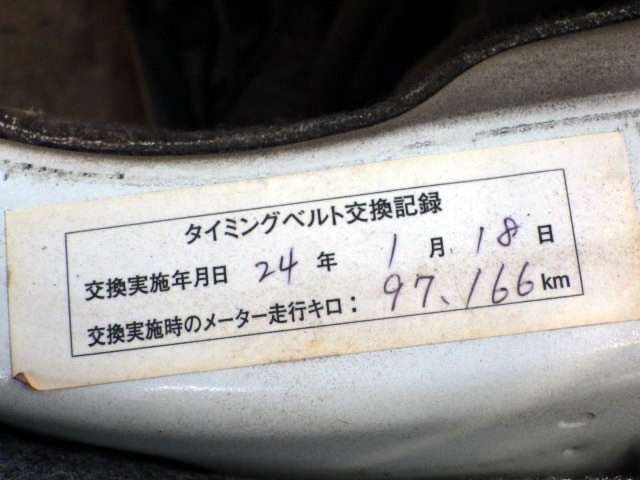 タイミングベルト交換記録
交換実施年月日 24 年 1 月 18 日
交換実施時のメーター走行キロ： 97、166 km